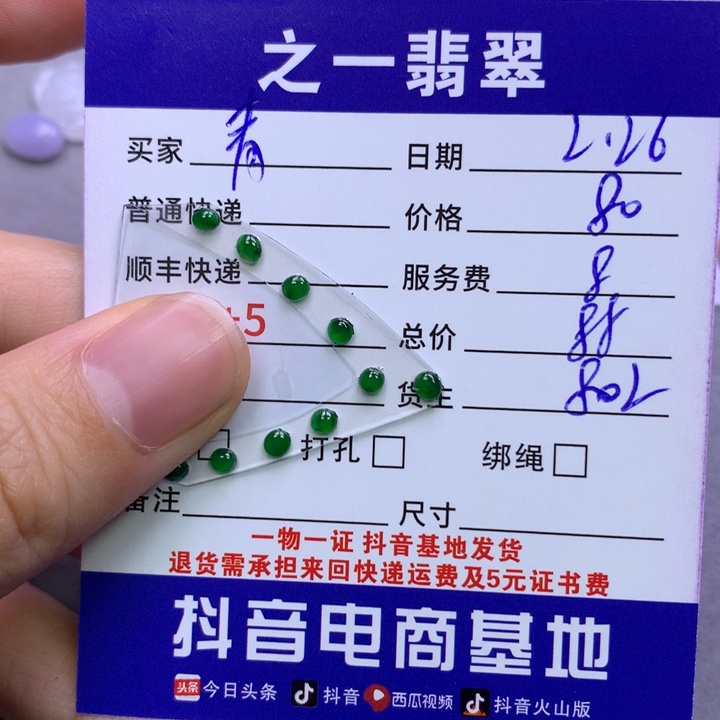 之一翡翠
买家 青 日期 2.26
普通快递 价格 80
顺丰快递 服务费 8
+5 总价 88
货主 802
打孔 绑绳
备注 尺寸
一物一证 抖音基地发货
退货需承担来回快递运费及5元证书费
抖音电商基地
头条 今日头条 抖音 西瓜视频 抖音火山版